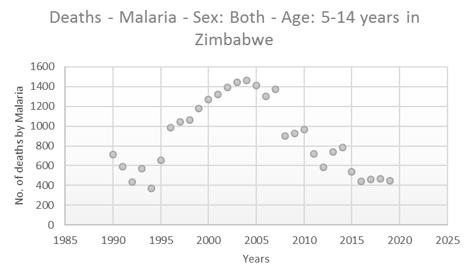 Deaths - Malaria - Sex: Both - Age: 5-14 years in
Zimbabwe
1600
1400
1200
1000
800
600
400
200
0
No. of deaths by Malaria
1985 1990 1995 2000 2005 2010 2015 2020 2025
Years